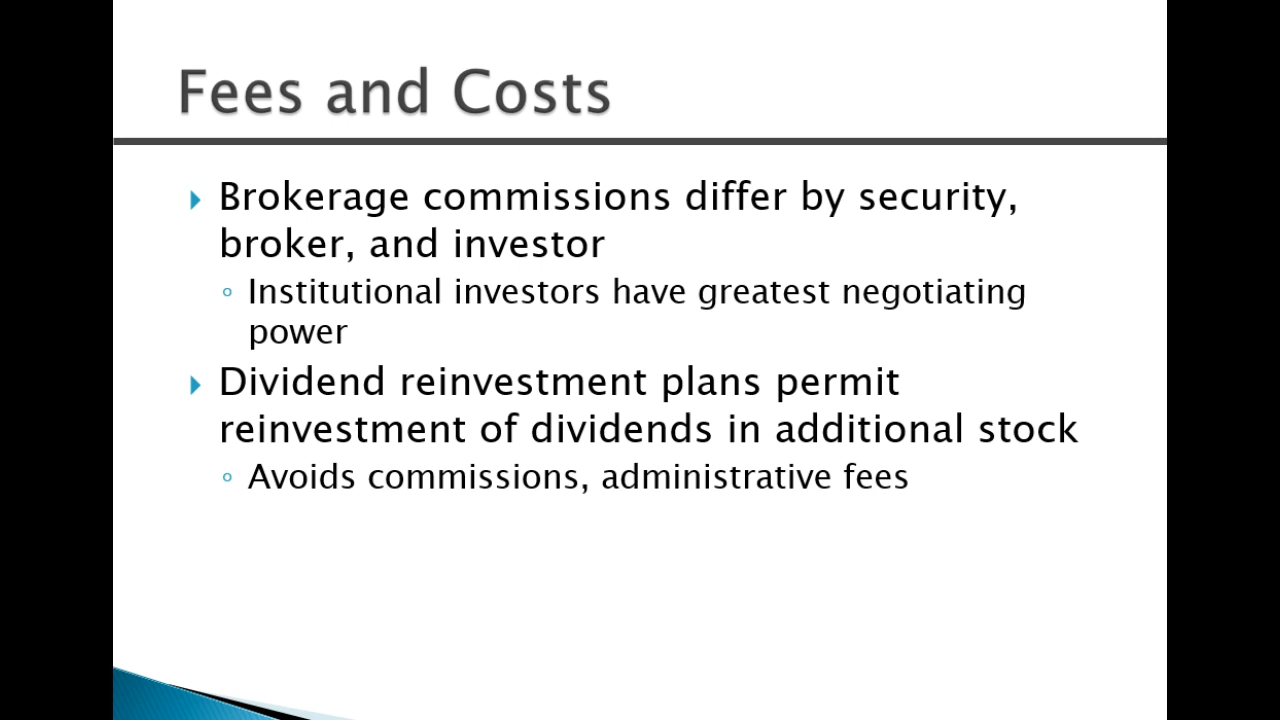 Fees and Costs
Brokerage commissions differ by security,
broker, and investor
Institutional investors have greatest negotiating
power
Dividend reinvestment plans permit
reinvestment of dividends in additional stock
Avoids commissions, administrative fees